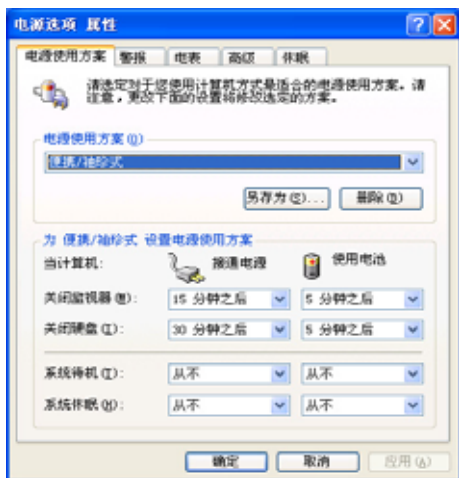 电源选项 属性
电源使用方案 警报 电表 高级 休眠
请选定对于您使用计算机方式最适合的电源使用方案。请
注意，更改下面的设置将修改选定的方案。
电源使用方案(U)
便携/袖珍式
另存为(S)... 删除(D)
为 便携/袖珍式 设置电源使用方案
当计算机: 接通电源 使用电池
关闭监视器(M): 15 分钟之后 5 分钟之后
关闭硬盘(I): 30 分钟之后 5 分钟之后
系统待机(T): 从不 从不
系统休眠(H): 从不 从不
确定 取消 应用(A)